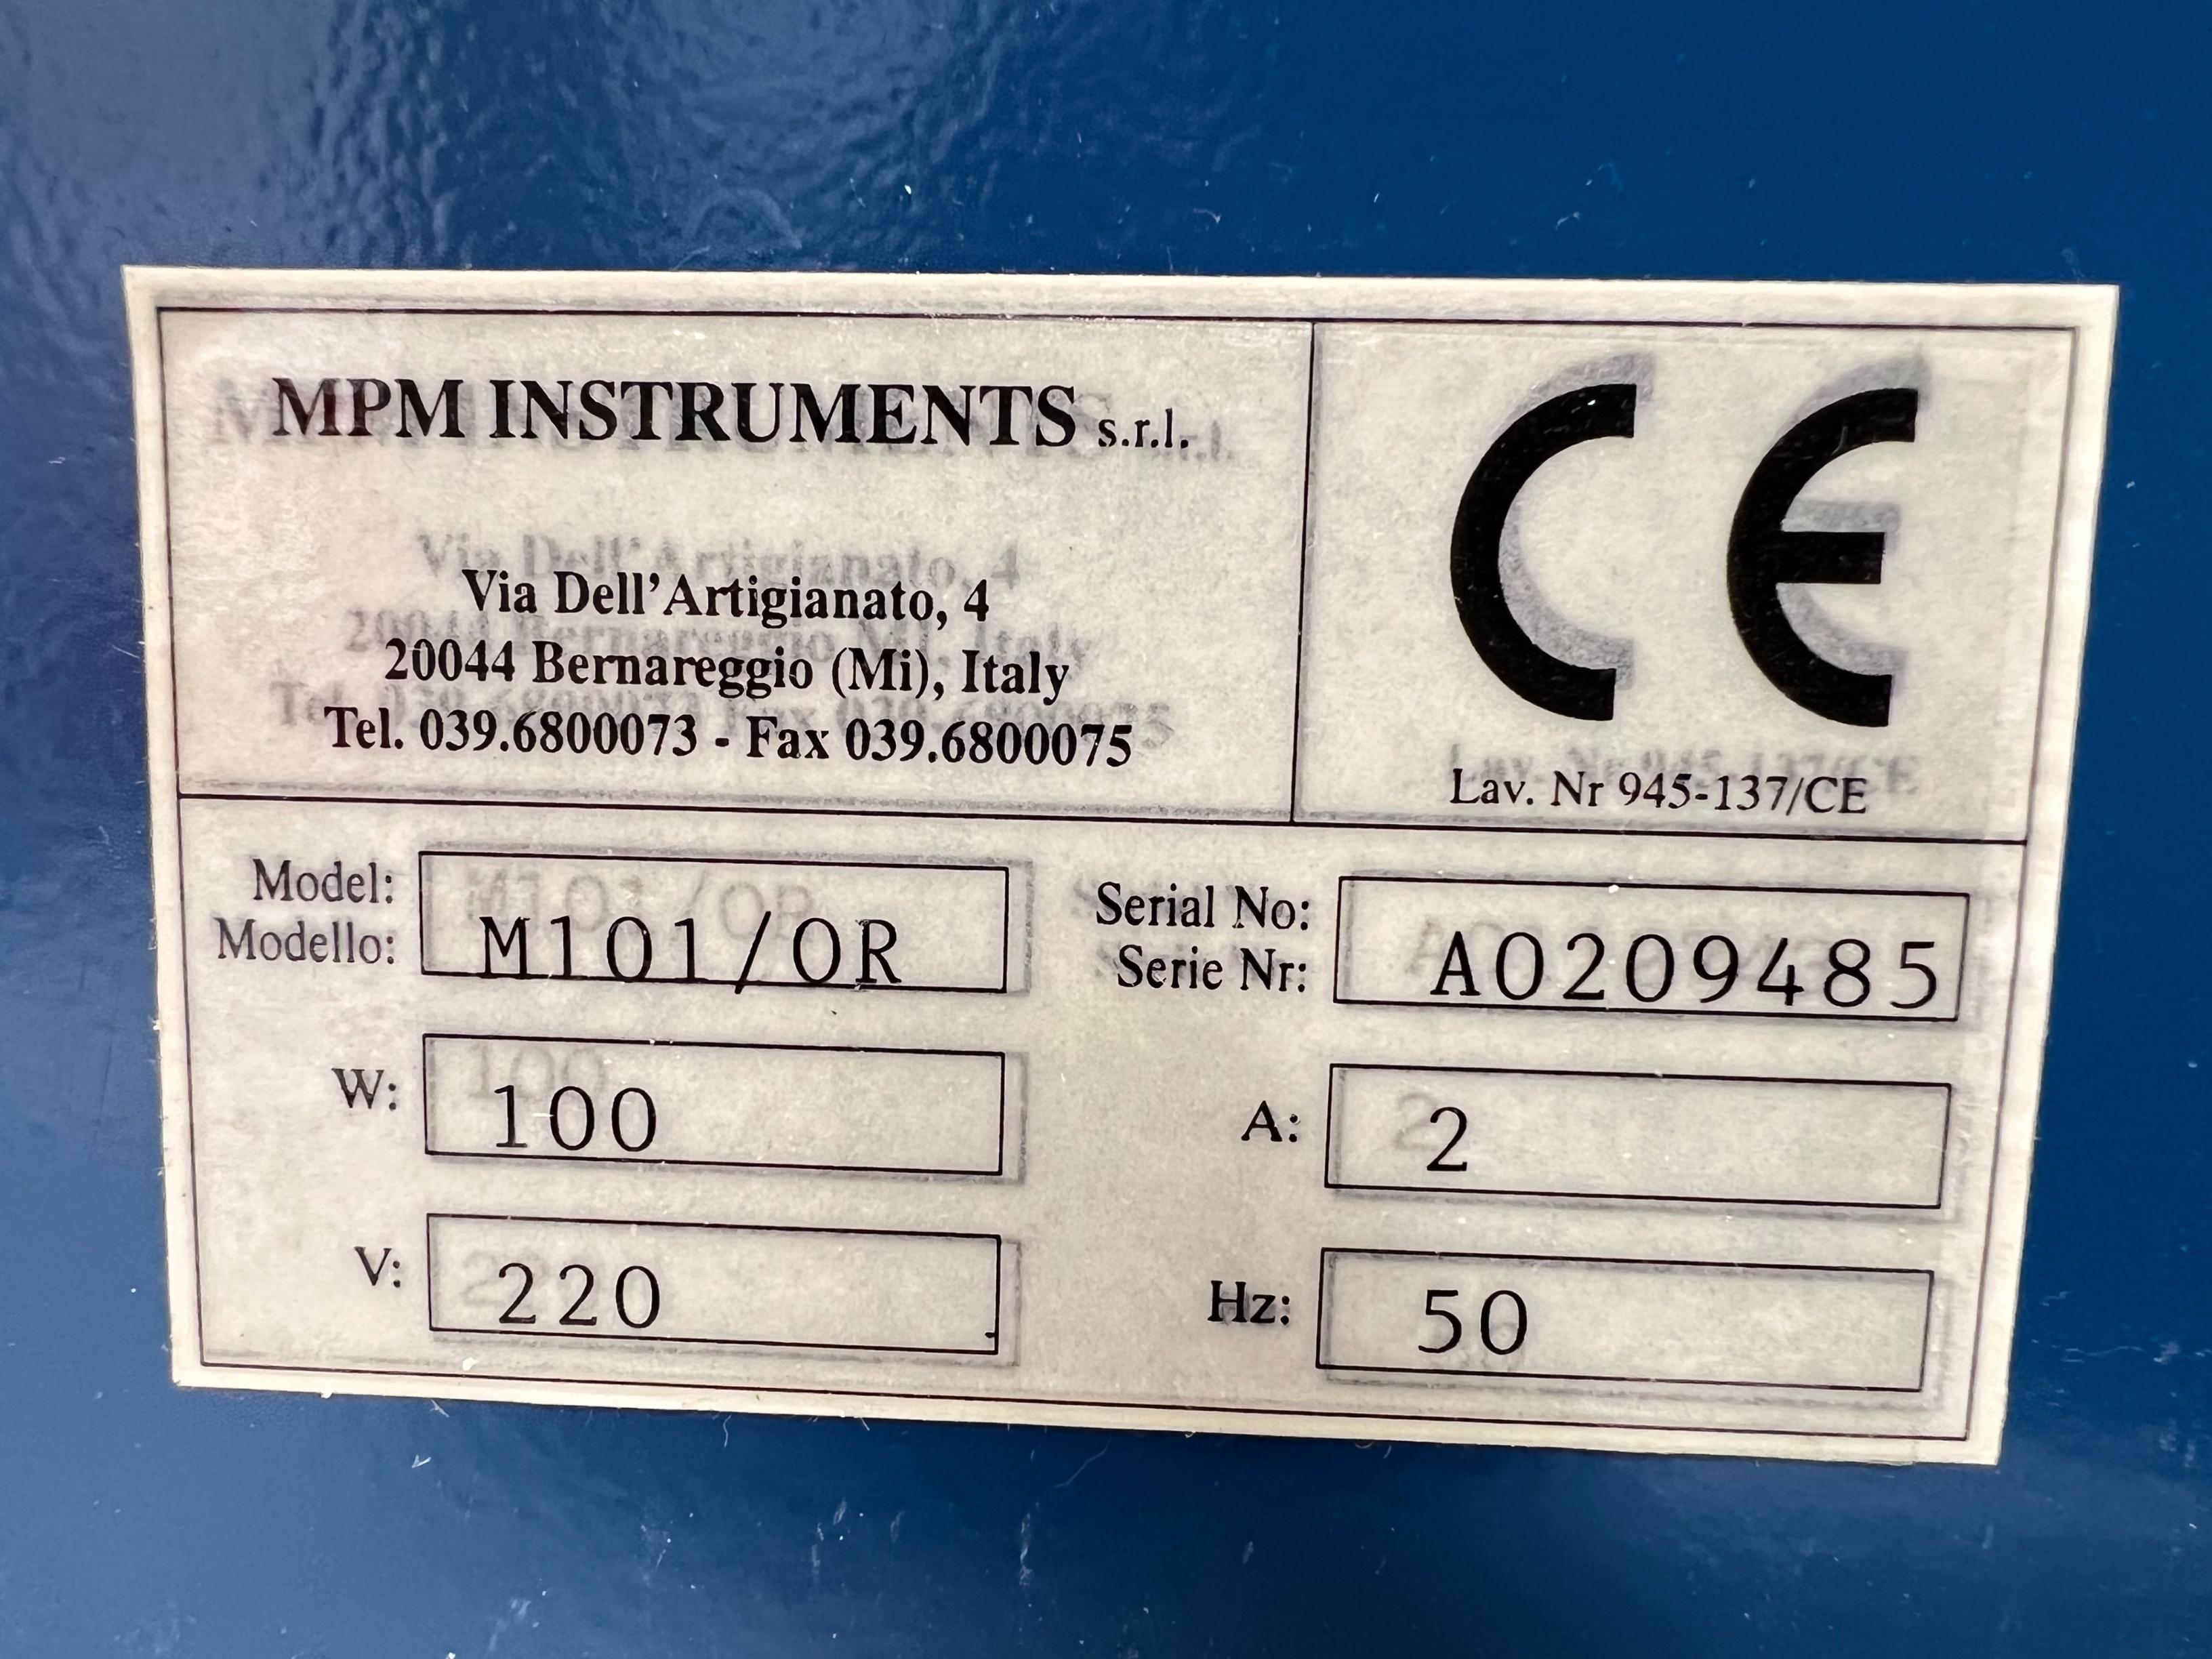 MPM INSTRUMENTS s.r.l.
Via Dell'Artigianato, 4
20044 Bernareggio (Mi), Italy
Tel. 039.6800073 - Fax 039.6800075
CE
Lav. Nr 945-137/CE
Model:
Modello:
M101/OR
Serial No:
Serie Nr:
A0209485
W: 100
A: 2
V: 220
Hz: 50